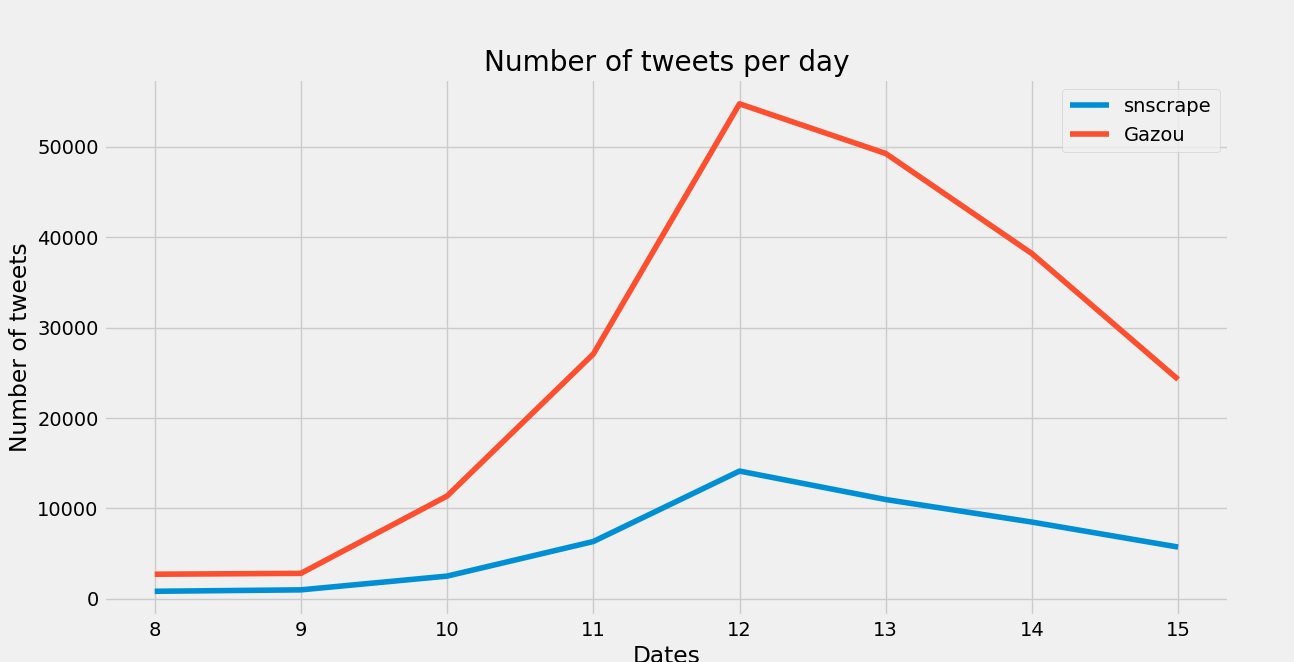 Number of tweets per day
snscrape
Gazou
Number of tweets
50000
40000
30000
20000
10000
0
8 9 10 11 12 13 14 15
Dates